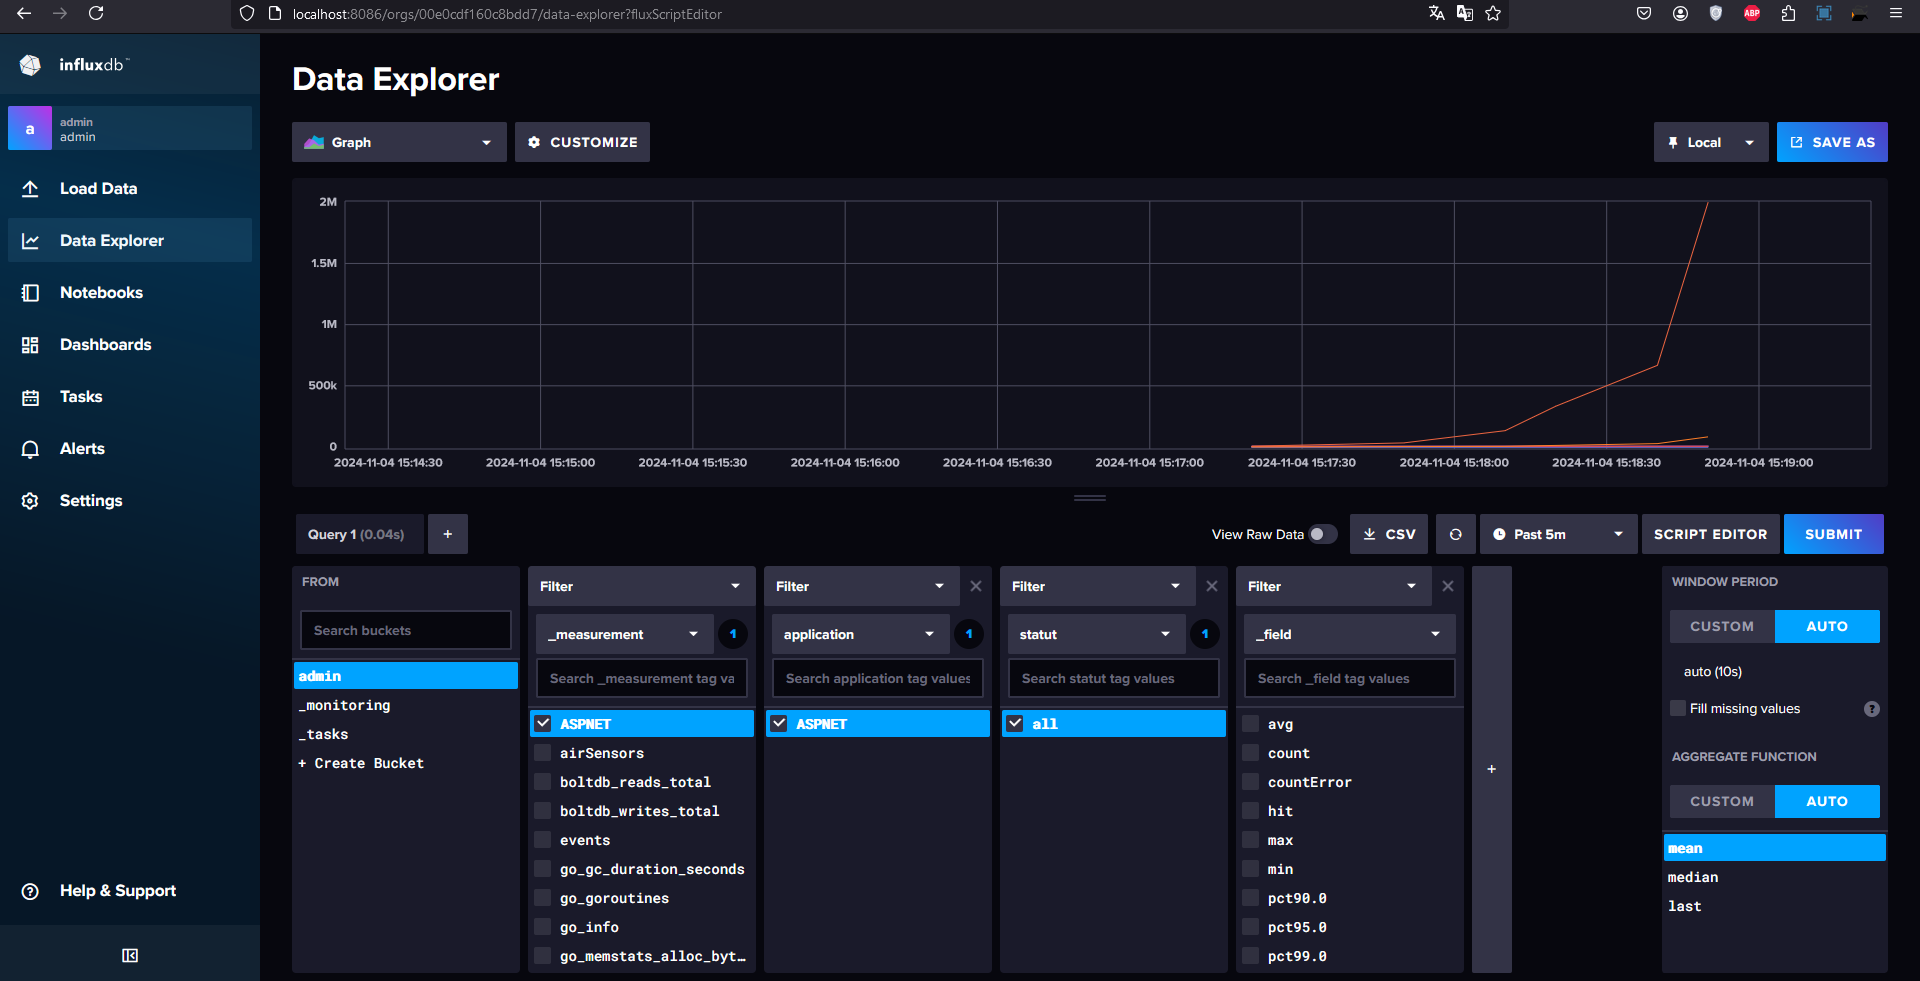 localhost:8086/orgs/00e0cdf160c8bdd7/data-explorer?fluxScriptEditor
ABP
influxdb™
a
admin
admin
Load Data
Data Explorer
Notebooks
Dashboards
Tasks
Alerts
Settings
Help & Support
Data Explorer
Graph
CUSTOMIZE
Local
SAVE AS
2M
1.5M
1M
500k
0
2024-11-04 15:14:30
2024-11-04 15:15:00
2024-11-04 15:15:30
2024-11-04 15:16:00
2024-11-04 15:16:30
2024-11-04 15:17:00
2024-11-04 15:17:30
2024-11-04 15:18:00
2024-11-04 15:18:30
2024-11-04 15:19:00
Query 1 (0.04s)
+
View Raw Data
CSV
Past 5m
SCRIPT EDITOR
SUBMIT
FROM
Search buckets
admin
_monitoring
_tasks
+ Create Bucket
Filter
_measurement
1
Search _measurement tag va
ASPNET
airSensors
boltdb_reads_total
boltdb_writes_total
events
go_gc_duration_seconds
go_goroutines
go_info
go_memstats_alloc_byt…
Filter
application
1
Search application tag values
ASPNET
Filter
statut
1
Search statut tag values
all
Filter
_field
Search _field tag values
avg
count
countError
hit
max
min
pct90.0
pct95.0
pct99.0
+
WINDOW PERIOD
CUSTOM
AUTO
auto (10s)
Fill missing values
?
AGGREGATE FUNCTION
CUSTOM
AUTO
mean
median
last